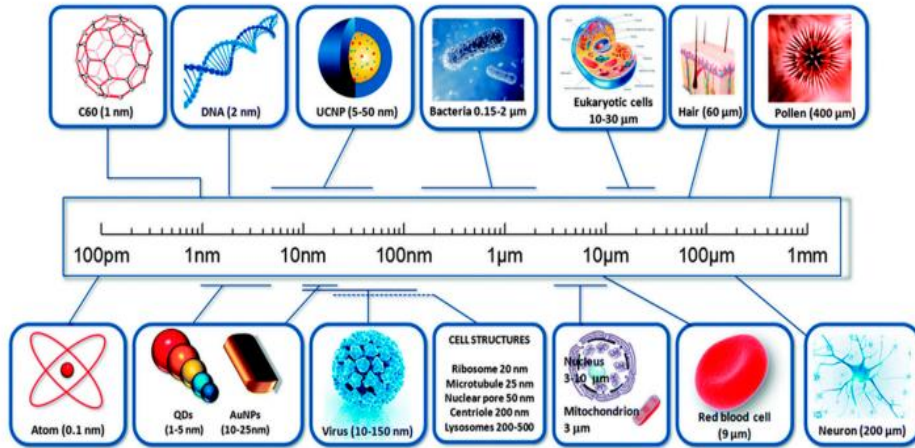 C60 (1 nm)
DNA (2 nm)
UCNP (5-50 nm)
Bacteria 0.15-2 µm
Eukaryotic cells
10-30 µm
Hair (60 µm)
Pollen (400 µm)
100pm
1nm
10nm
100nm
1µm
10µm
100µm
1mm
Atom (0.1 nm)
QDs
(1-5 nm)
AuNPs
(10-25nm)
Virus (10-150 nm)
CELL STRUCTURES
Ribosome 20 nm
Microtubule 25 nm
Nuclear pore 50 nm
Centriole 200 nm
Lysosomes 200-500
Nucleus
3-10 µm
Mitochondrion
3 µm
Red blood cell
(9 µm)
Neuron (200 µm)